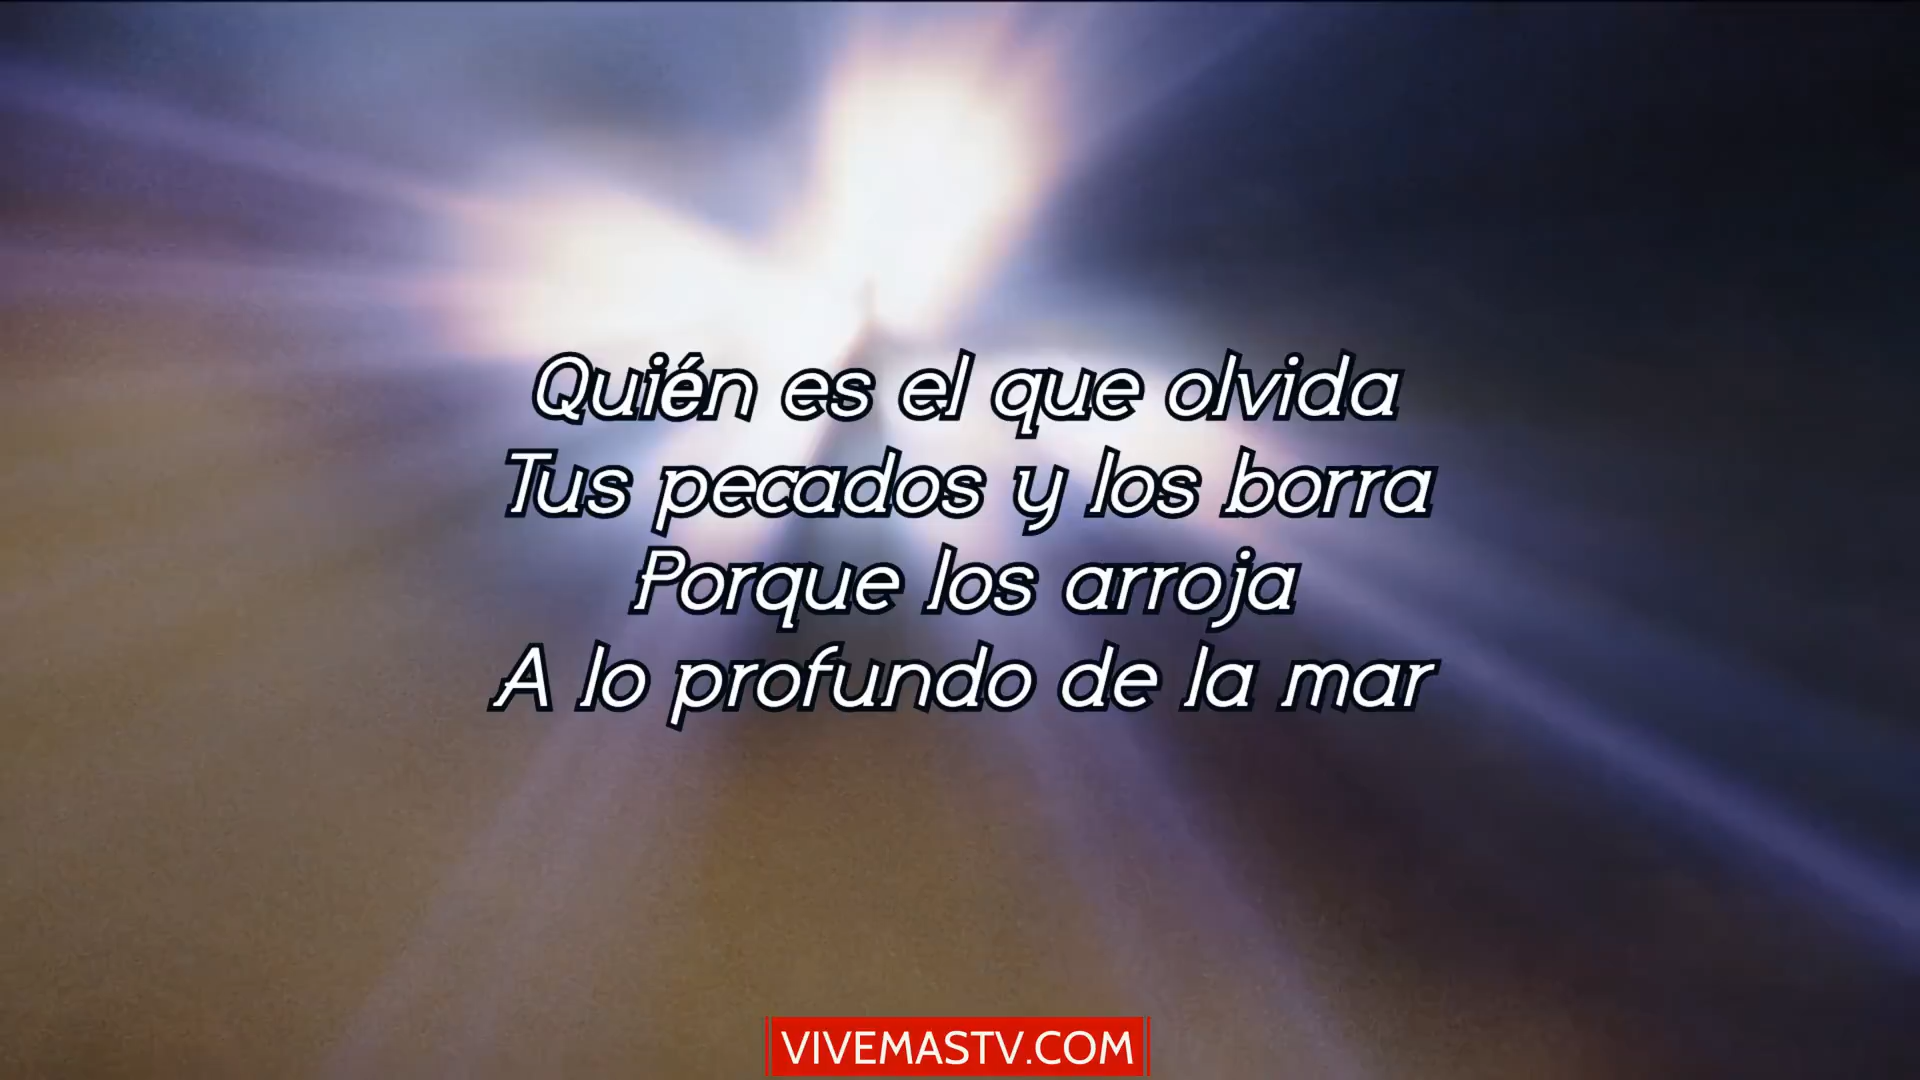 Quién es el que olvida
Tus pecados y los borra
Porque los arroja
A lo profundo de la mar
VIVEMASTV.COM